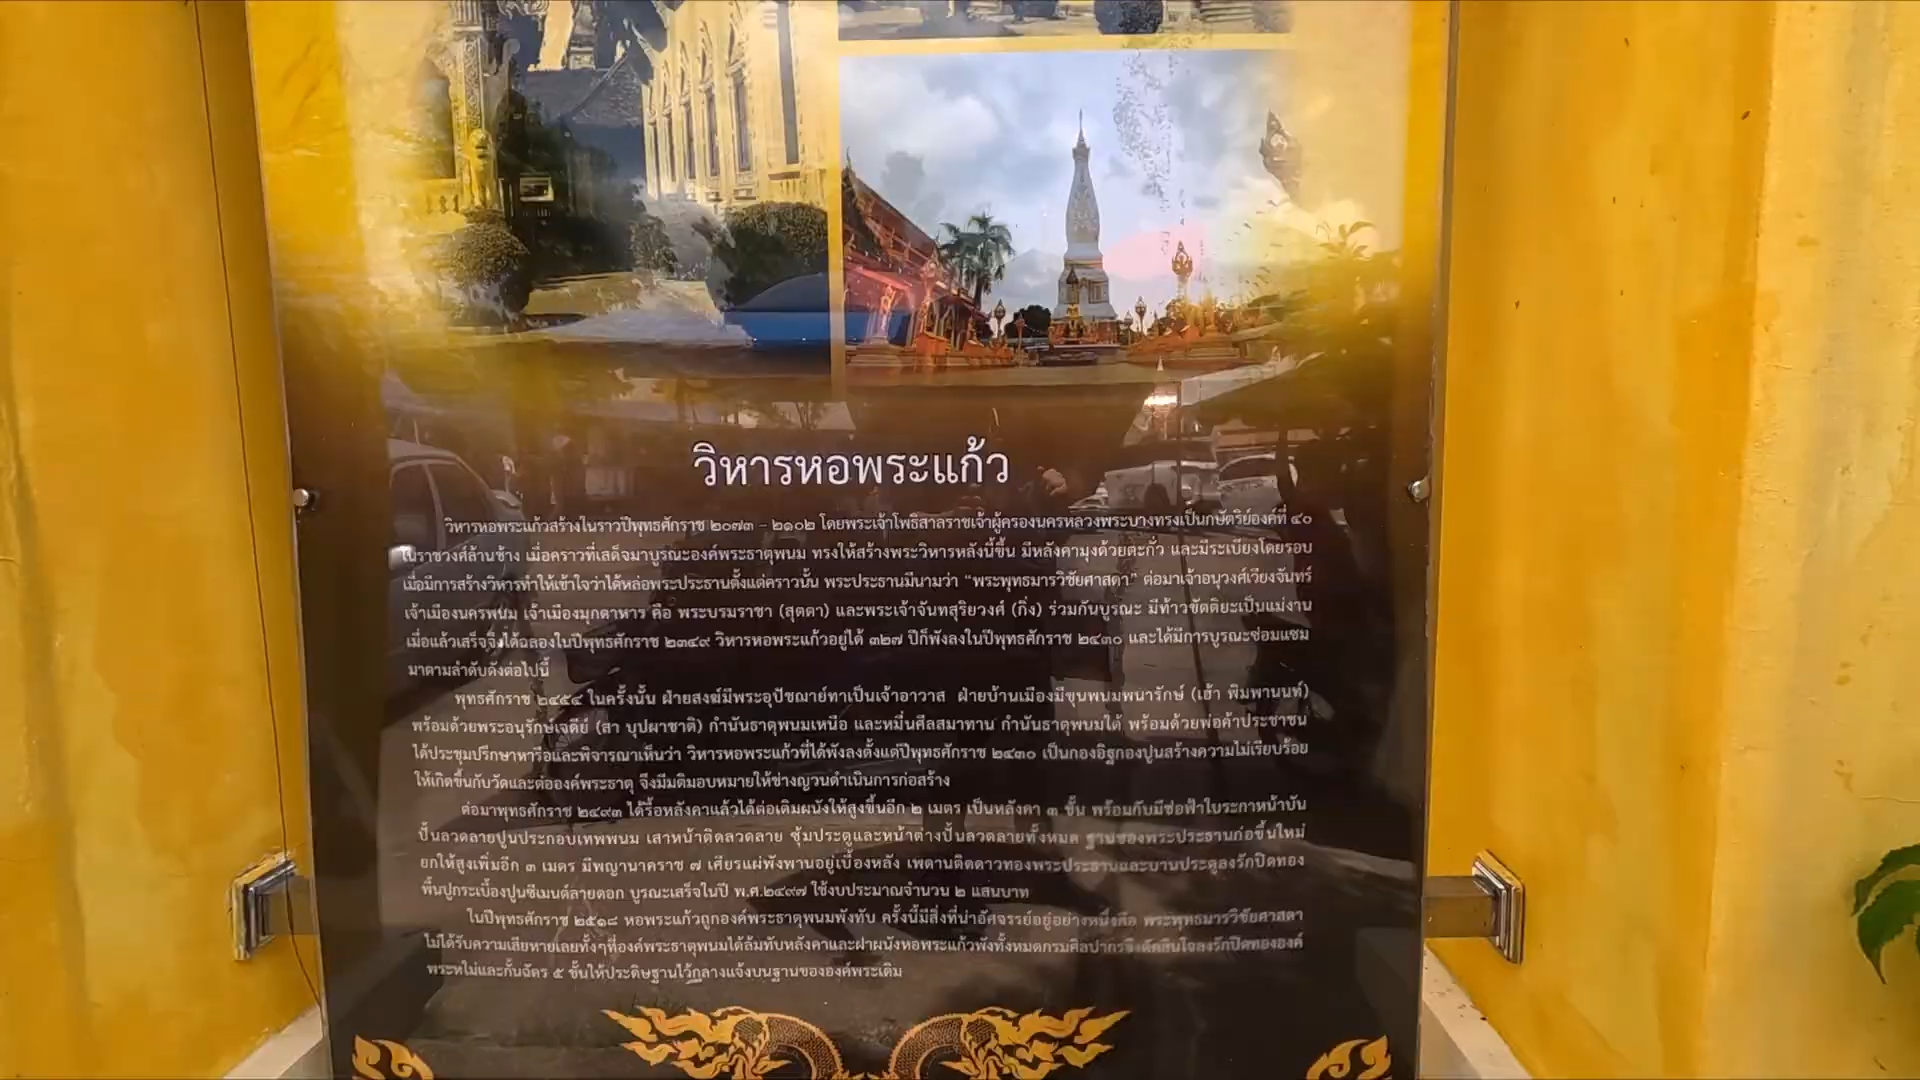 วิหารหอพระแก้ว
วิหารหอพระแก้วสร้างในราวปีพุทธศักราช ๒๐๗๓ - ๒๑๐๒ โดยพระเจ้าโพธิสาลราชเจ้าผู้ครองนครหลวงพระบางทรงเป็นกษัตริย์องค์ที่ ๔๐
ในราชวงศ์ล้านช้าง เมื่อคราวที่เสด็จมาบูรณะองค์พระธาตุพนม ทรงให้สร้างพระวิหารหลังนี้ขึ้น มีหลังคามุงด้วยตะกั่ว และมีระเบียงโดยรอบ
เมื่อมีการสร้างวิหารทำให้เข้าใจว่าได้หล่อพระประธานตั้งแต่คราวนั้น พระประธานมีนามว่า “พระพุทธมารวิชัยศาสดา” ต่อมาเจ้าอนุวงศ์เวียงจันทร์
เจ้าเมืองนครพนม เจ้าเมืองมุกดาหาร คือ พระบรมราชา (สุตตา) และพระเจ้าจันทสุริยวงศ์ (กิ่ง) ร่วมกันบูรณะ มีท้าวขัตติยะเป็นแม่งาน
เมื่อแล้วเสร็จจึงได้ฉลองในปีพุทธศักราช ๒๓๔๙ วิหารหอพระแก้วอยู่ได้ ๓๒๗ ปีก็พังลงในปีพุทธศักราช ๒๔๓๐ และได้มีการบูรณะซ่อมแซม
มาตามลำดับดังต่อไปนี้
พุทธศักราช ๒๔๕๔ ในครั้งนั้น ฝ่ายสงฆ์มีพระอุปัชฌาย์ทาเป็นเจ้าอาวาส ฝ่ายบ้านเมืองมีขุนพนมพนารักษ์ (เฮ้า พิมพานนท์)
พร้อมด้วยพระอนุรักษ์เจดีย์ (สา บุปผาชาติ) กำนันธาตุพนมเหนือ และหมื่นศีลสมาทาน กำนันธาตุพนมใต้ พร้อมด้วยพ่อค้าประชาชน
ได้ประชุมปรึกษาหารือและพิจารณาเห็นว่า วิหารหอพระแก้วที่ได้พังลงตั้งแต่ปีพุทธศักราช ๒๔๓๐ เป็นกองอิฐกองปูนสร้างความไม่เรียบร้อย
ให้เกิดขึ้นกับวัดและต่อองค์พระธาตุ จึงมีมติมอบหมายให้ช่างญวนดำเนินการก่อสร้าง
ต่อมาพุทธศักราช ๒๔๙๓ ได้รื้อหลังคาแล้วได้ต่อเติมผนังให้สูงขึ้นอีก ๒ เมตร เป็นหลังคา ๓ ชั้น พร้อมกับมีช่อฟ้าใบระกาหน้าบัน
ปั้นลวดลายปูนประกอบเทพพนม เสาหน้าติดลวดลาย ซุ้มประตูและหน้าต่างปั้นลวดลายทั้งหมด ฐานของพระประธานก่อขึ้นใหม่
ยกให้สูงเพิ่มอีก ๓ เมตร มีพญานาคราช ๗ เศียรแผ่พังพานอยู่เบื้องหลัง เพดานติดดาวทองพระประธานและบานประตูลงรักปิดทอง
พื้นปูกระเบื้องปูนซีเมนต์ลายดอก บูรณะเสร็จในปี พ.ศ.๒๔๙๗ ใช้งบประมาณจำนวน ๒ แสนบาท
ในปีพุทธศักราช ๒๕๑๘ หอพระแก้วถูกองค์พระธาตุพนมพังทับ ครั้งนี้มีสิ่งที่น่าอัศจรรย์อยู่อย่างหนึ่งคือ พระพุทธมารวิชัยศาสดา
ไม่ได้รับความเสียหายเลยทั้งๆที่องค์พระธาตุพนมได้ล้มทับหลังคาและฝาผนังหอพระแก้วพังทั้งหมดกรมศิลปากรจึงตัดสินใจลงรักปิดทององค์
พระหใม่และกั้นฉัตร ๕ ชั้นให้ประดิษฐานไว้กลางแจ้งบนฐานขององค์พระเดิม